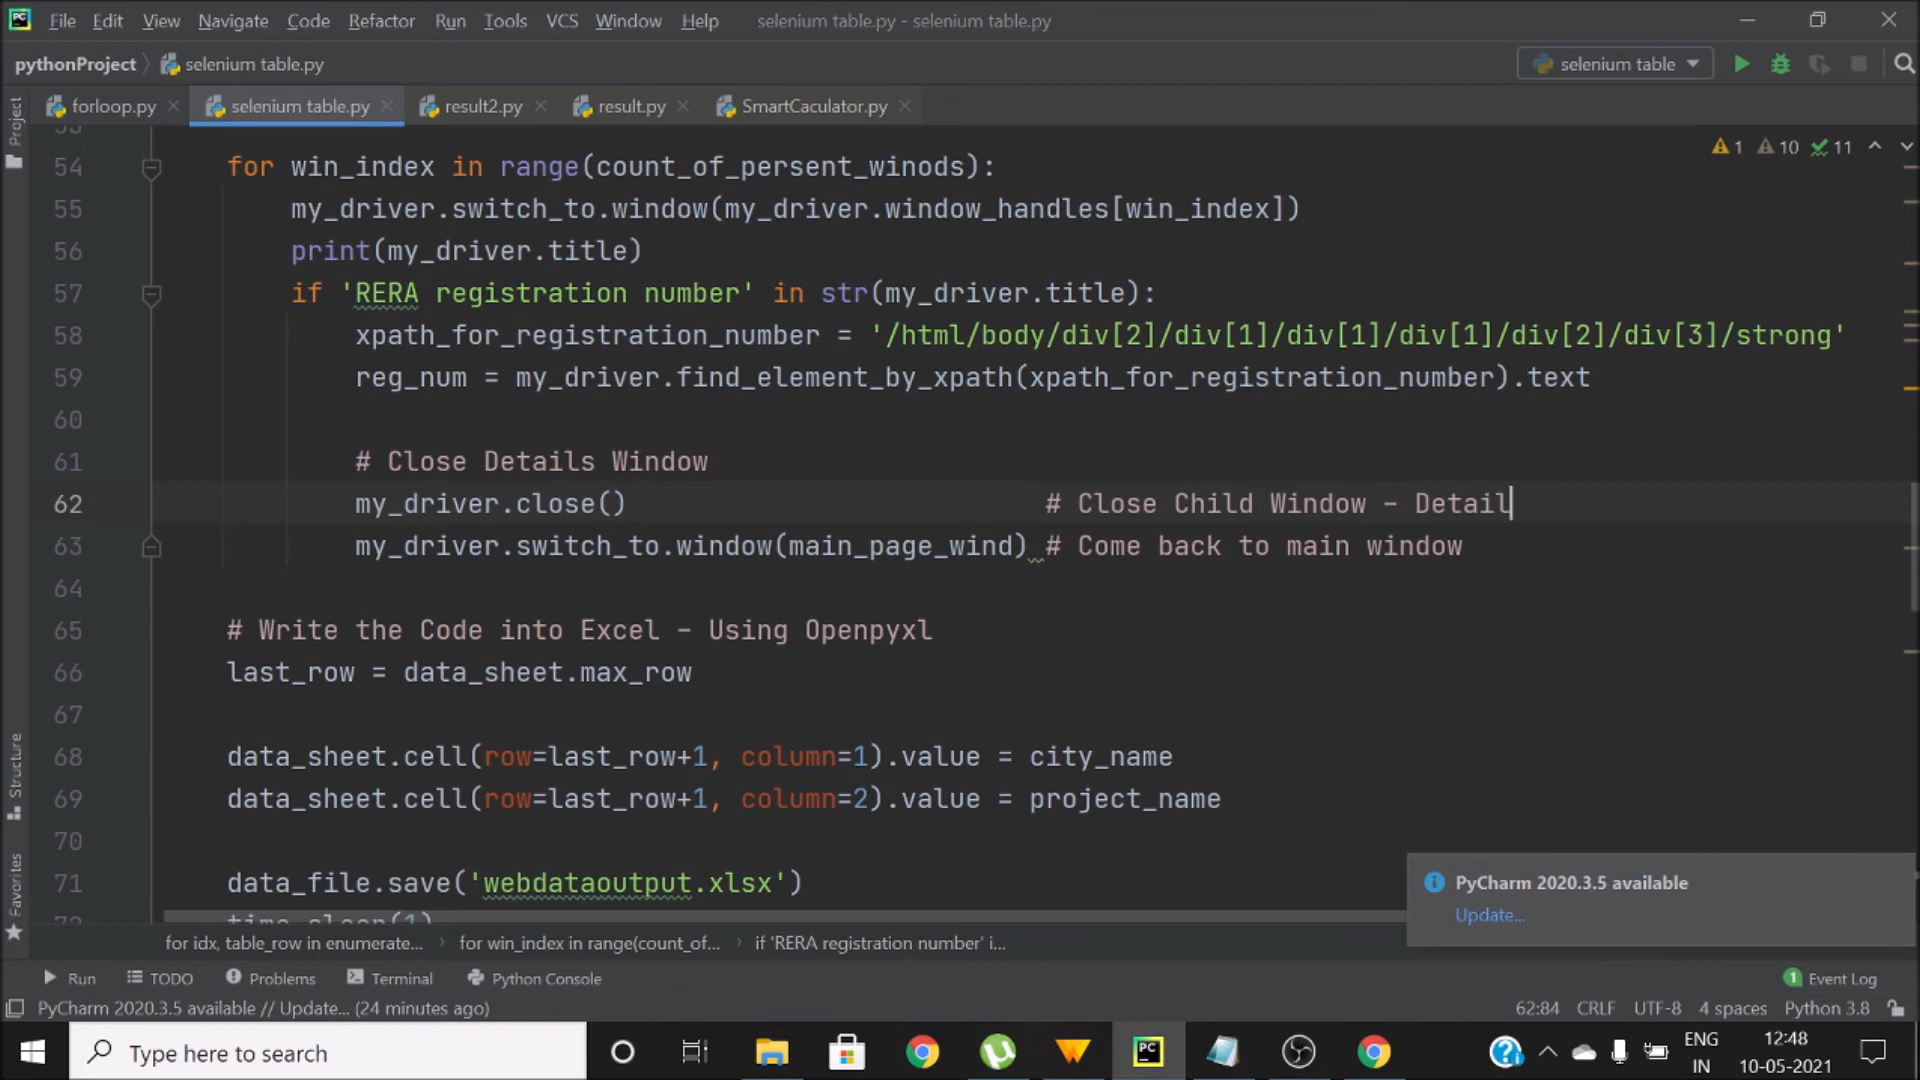 PC File Edit View Navigate Code Refactor Run Tools VCS Window Help selenium table.py - selenium table.py
pythonProject selenium table.py selenium table
forloop.py selenium table.py result2.py result.py SmartCaculator.py
Project
1 10 11
54 for win_index in range(count_of_persent_winods):
55 my_driver.switch_to.window(my_driver.window_handles[win_index])
56 print(my_driver.title)
57 if 'RERA registration number' in str(my_driver.title):
58 xpath_for_registration_number = '/html/body/div[2]/div[1]/div[1]/div[1]/div[2]/div[3]/strong'
59 reg_num = my_driver.find_element_by_xpath(xpath_for_registration_number).text
60
61 # Close Details Window
62 my_driver.close() # Close Child Window - Detail
63 my_driver.switch_to.window(main_page_wind) # Come back to main window
64
65 # Write the Code into Excel - Using Openpyxl
66 last_row = data_sheet.max_row
67
68 data_sheet.cell(row=last_row+1, column=1).value = city_name
69 data_sheet.cell(row=last_row+1, column=2).value = project_name
70
71 data_file.save('webdataoutput.xlsx')
time.sleep(1)
Structure
Favorites
PyCharm 2020.3.5 available
Update...
for idx, table_row in enumerate... for win_index in range(count_of... if 'RERA registration number' i...
Run TODO Problems Terminal Python Console 1 Event Log
PyCharm 2020.3.5 available // Update... (24 minutes ago) 62:84 CRLF UTF-8 4 spaces Python 3.8
Type here to search PC ENG 12:48
IN 10-05-2021